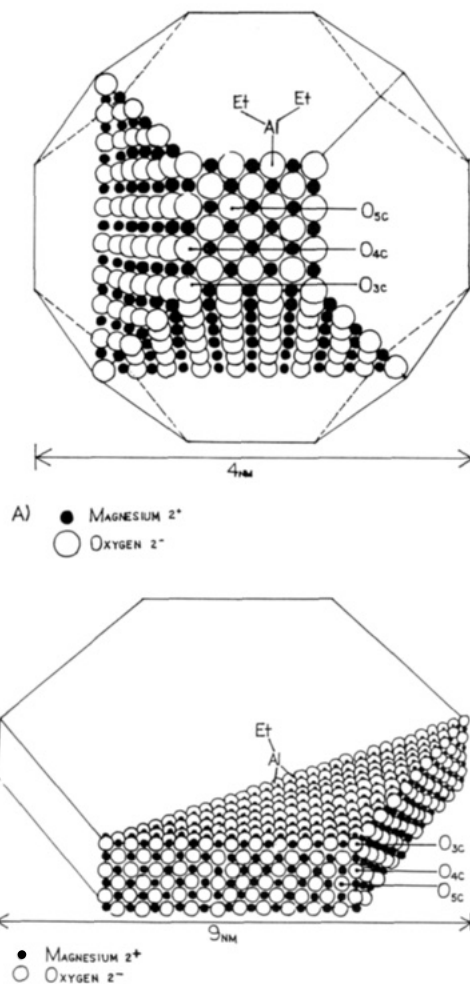 Et Et
Al
O5c
O4c
O3c
4NM
A) MAGNESIUM 2+
OXYGEN 2-
Et
Al
O3c
O4c
O5c
9NM
MAGNESIUM 2+
OXYGEN 2-